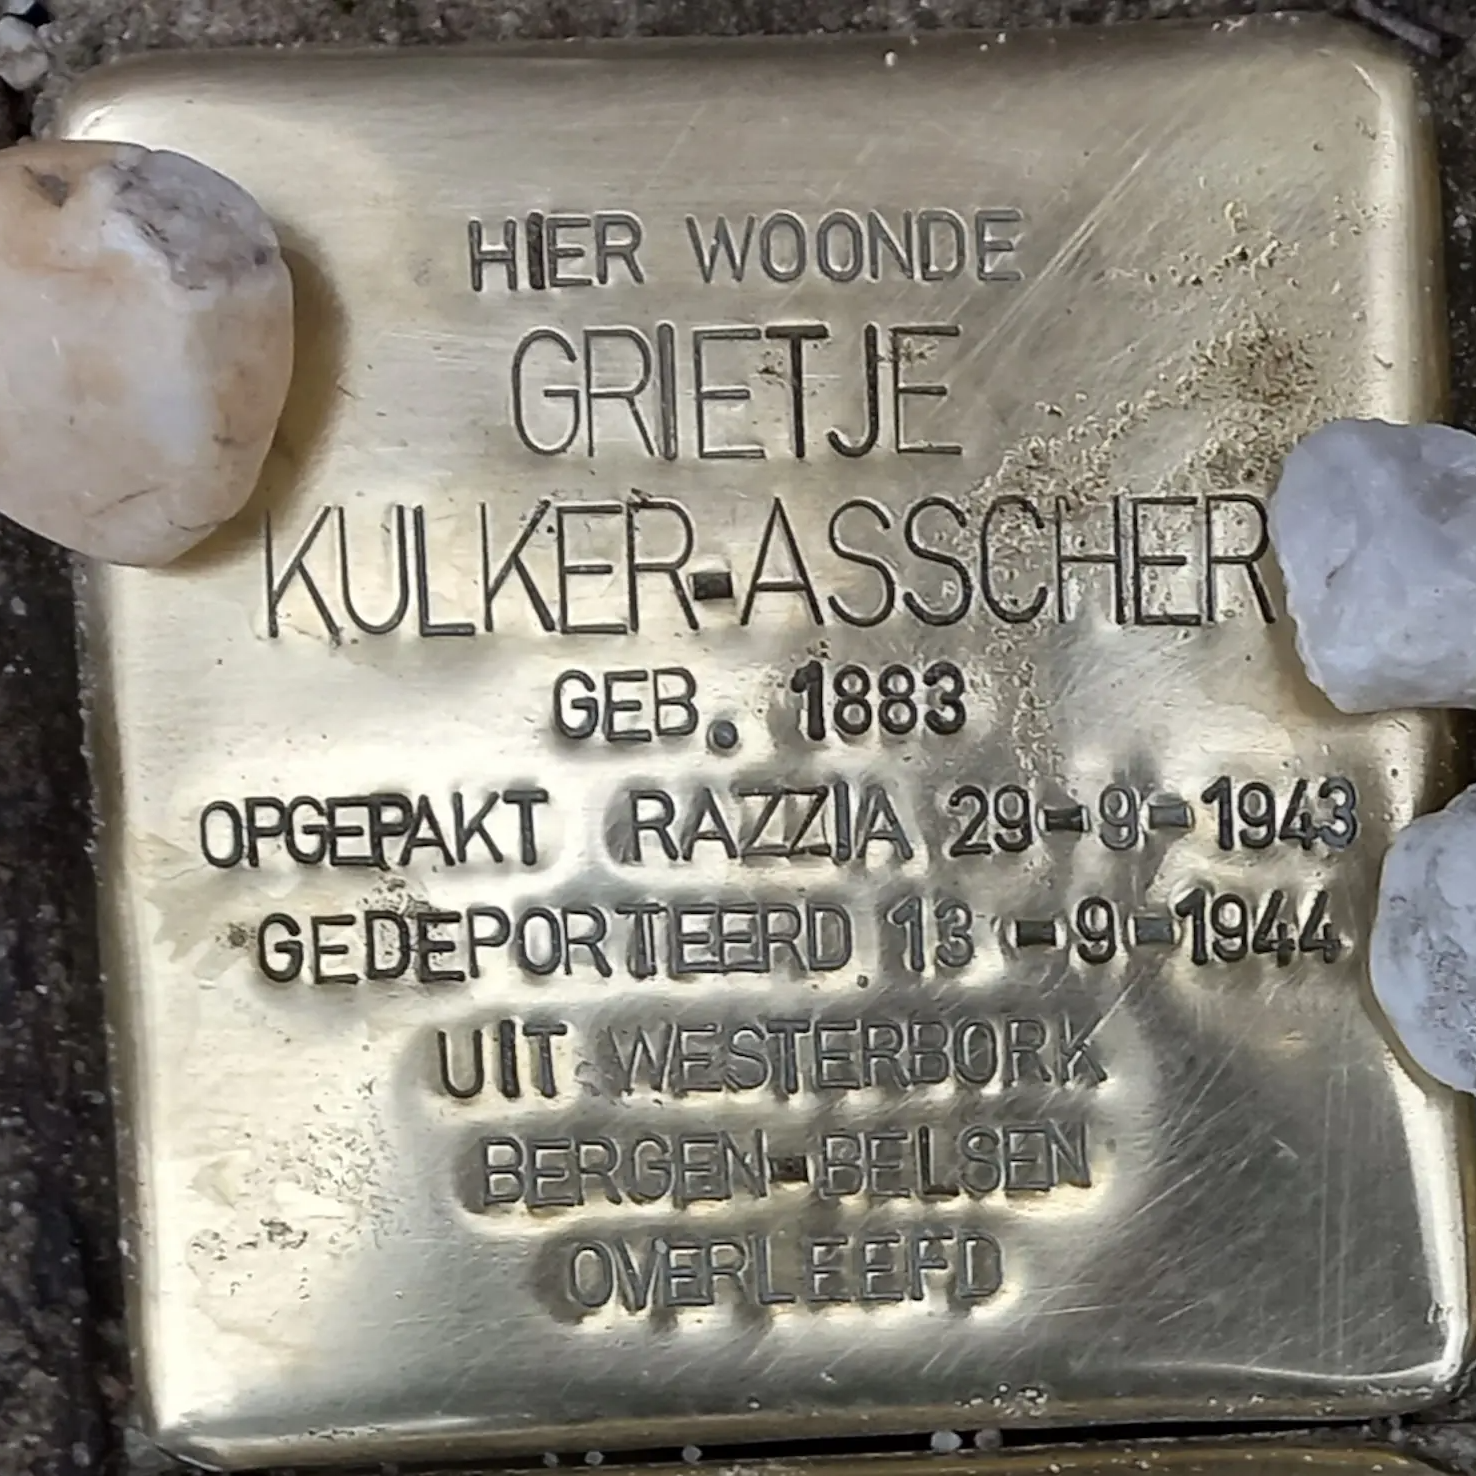 HIER WOONDE
GRIETJE
KULKER-ASSCHER
GEB. 1883
OPGEPAKT RAZZIA 29-9-1943
GEDEPORTEERD 13-9-1944
UIT WESTERBORK
BERGEN-BELSEN
OVERLEEFD